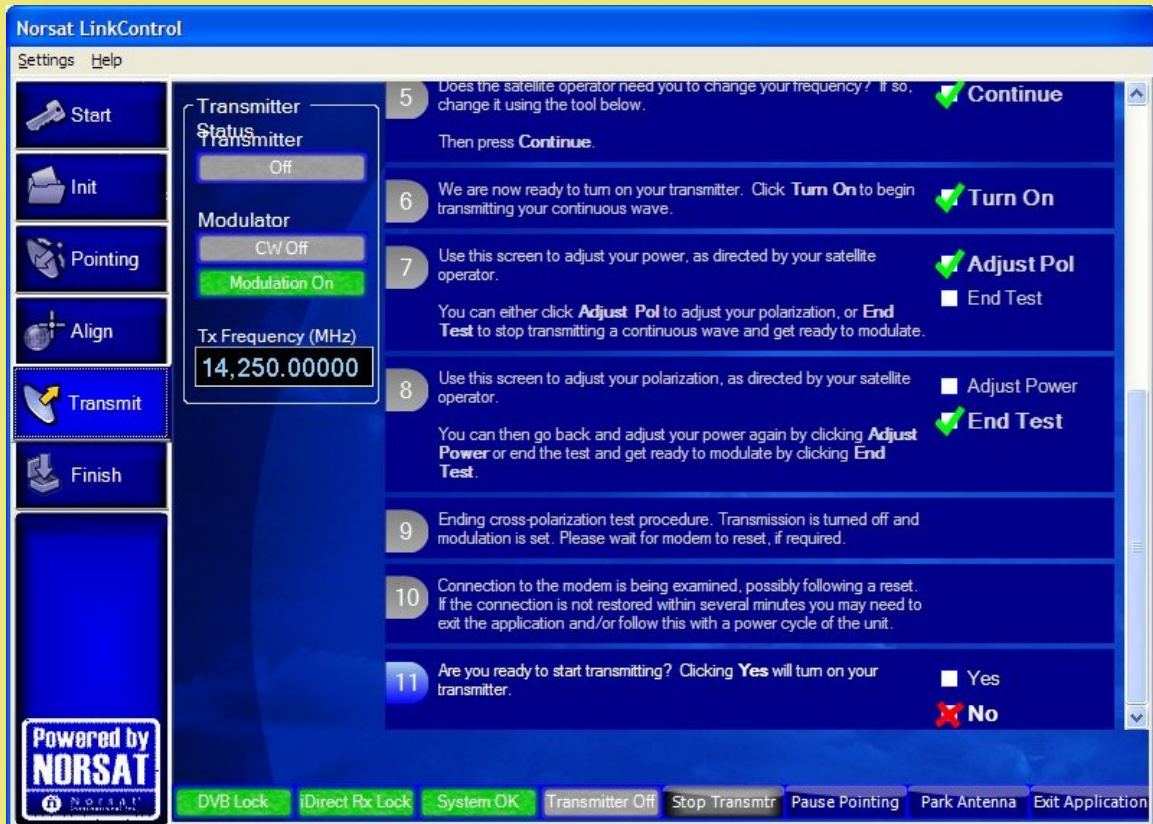 Norsat LinkControl
Settings Help
Start
Init
Pointing
Align
Transmit
Finish
Powered by
NORSAT
Norsat
Transmitter
Status
Transmitter
Off
Modulator
CW Off
Modulation On
Tx Frequency (MHz)
14,250.00000
5
Does the satellite operator need you to change your frequency? If so,
change it using the tool below.
Then press Continue.
Continue
6
We are now ready to turn on your transmitter. Click Turn On to begin
transmitting your continuous wave.
Turn On
7
Use this screen to adjust your power, as directed by your satellite
operator.
You can either click Adjust Pol to adjust your polarization, or End
Test to stop transmitting a continuous wave and get ready to modulate.
Adjust Pol
End Test
8
Use this screen to adjust your polarization, as directed by your satellite
operator.
You can then go back and adjust your power again by clicking Adjust
Power or end the test and get ready to modulate by clicking End
Test.
Adjust Power
End Test
9
Ending cross-polarization test procedure. Transmission is turned off and
modulation is set. Please wait for modem to reset, if required.
10
Connection to the modem is being examined, possibly following a reset.
If the connection is not restored within several minutes you may need to
exit the application and/or follow this with a power cycle of the unit.
11
Are you ready to start transmitting? Clicking Yes will turn on your
transmitter.
Yes
No
DVB Lock
iDirect Rx Lock
System OK
Transmitter Off
Stop Transmtr
Pause Pointing
Park Antenna
Exit Application